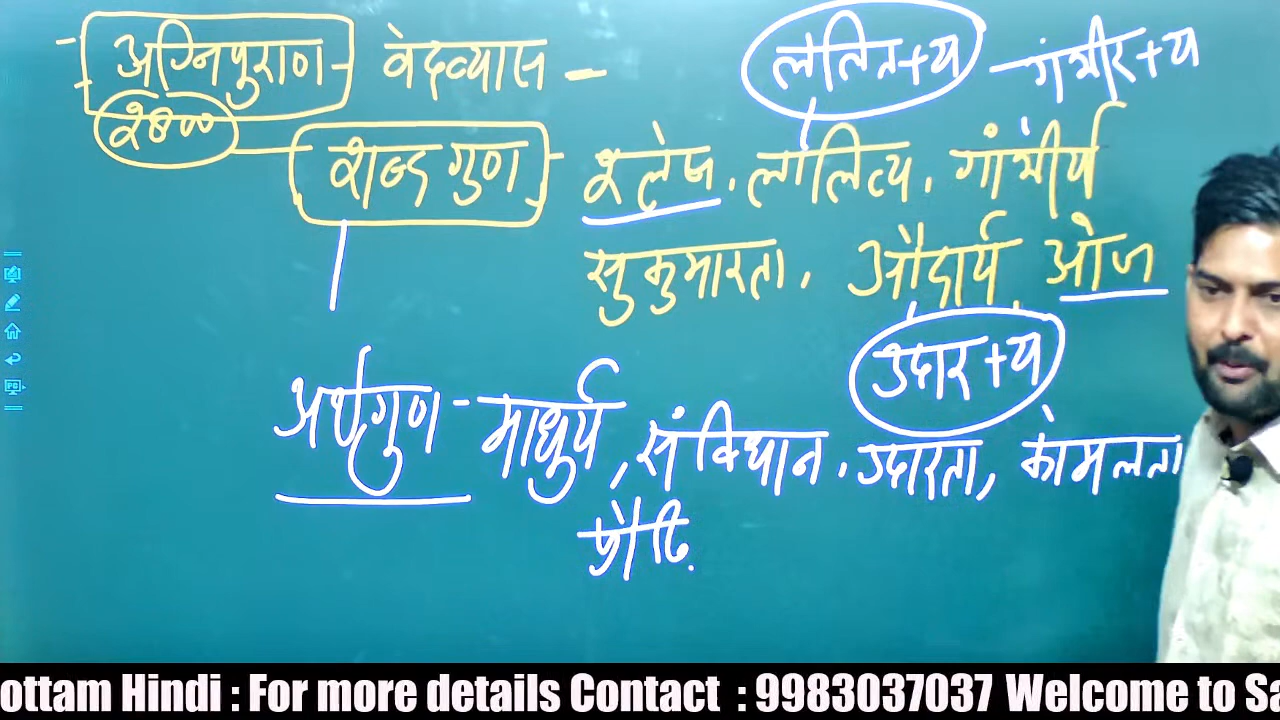 अग्निपुराण वेदव्यास - ललित+य - गंभीर+य
शब्द गुण - श्लेष, लालित्य, गांभीर्य
सुकुमारता, औदार्य, ओज
उदार+य
अर्थगुण - माधुर्य, संविधान, उदारता, कोमलता
प्रौढि.
ottam Hindi : For more details Contact : 9983037037 Welcome to Sa